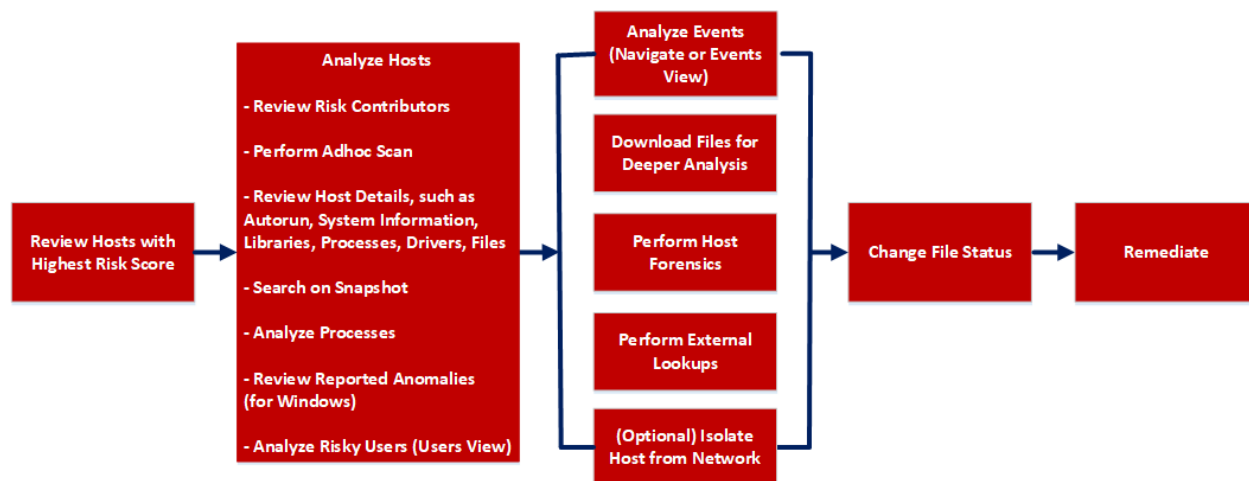 Review Hosts with
Highest Risk Score
Analyze Hosts
- Review Risk Contributors
- Perform Adhoc Scan
- Review Host Details, such as
Autorun, System Information,
Libraries, Processes, Drivers, Files
- Search on Snapshot
- Analyze Processes
- Review Reported Anomalies
(for Windows)
- Analyze Risky Users (Users View)
Analyze Events
(Navigate or Events
View)
Download Files for
Deeper Analysis
Perform Host
Forensics
Perform External
Lookups
(Optional) Isolate
Host from Network
Change File Status
Remediate